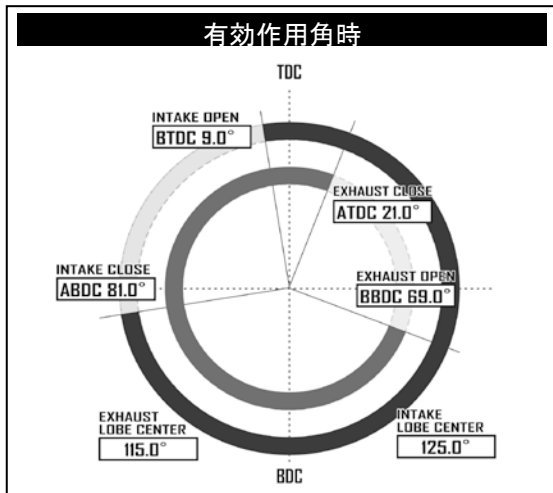 有効作用角時
TDC
INTAKE OPEN
BTDC 9.0°
EXHAUST CLOSE
ATDC 21.0°
INTAKE CLOSE
ABDC 81.0°
EXHAUST OPEN
BBDC 69.0°
EXHAUST
LOBE CENTER
115.0°
INTAKE
LOBE CENTER
125.0°
BDC